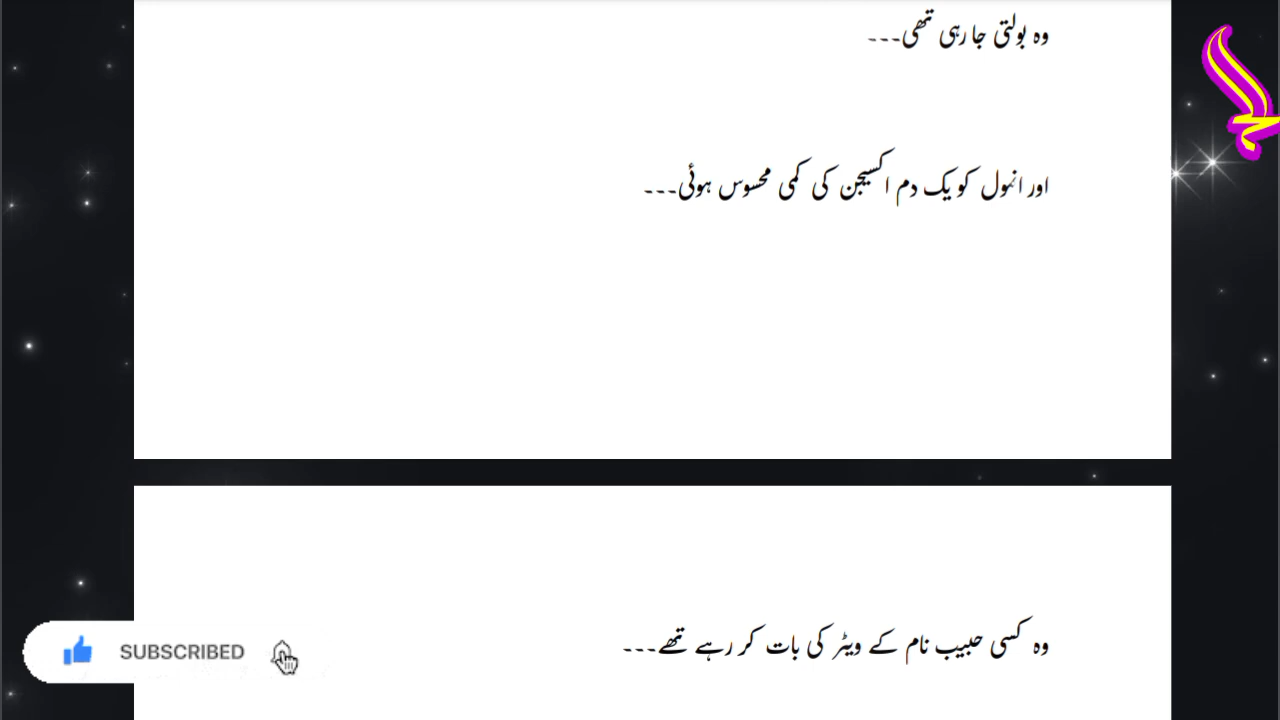 وہ بولتی جا رہی تھی۔۔۔
اور انمول کو یک دم اکسیجن کی کمی محسوس ہوئی۔۔۔
وہ کسی حبیب نام کے ویٹر کی بات کر رہے تھے۔۔۔
SUBSCRIBED